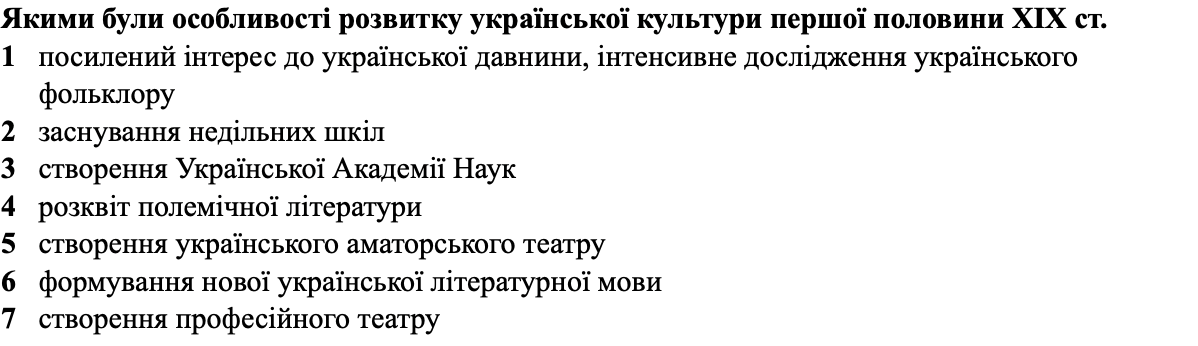 Якими були особливості розвитку української культури першої половини XIX ст.
1 посилений інтерес до української давнини, інтенсивне дослідження українського
фольклору
2 заснування недільних шкіл
3 створення Української Академії Наук
4 розквіт полемічної літератури
5 створення українського аматорського театру
6 формування нової української літературної мови
7 створення професійного театру